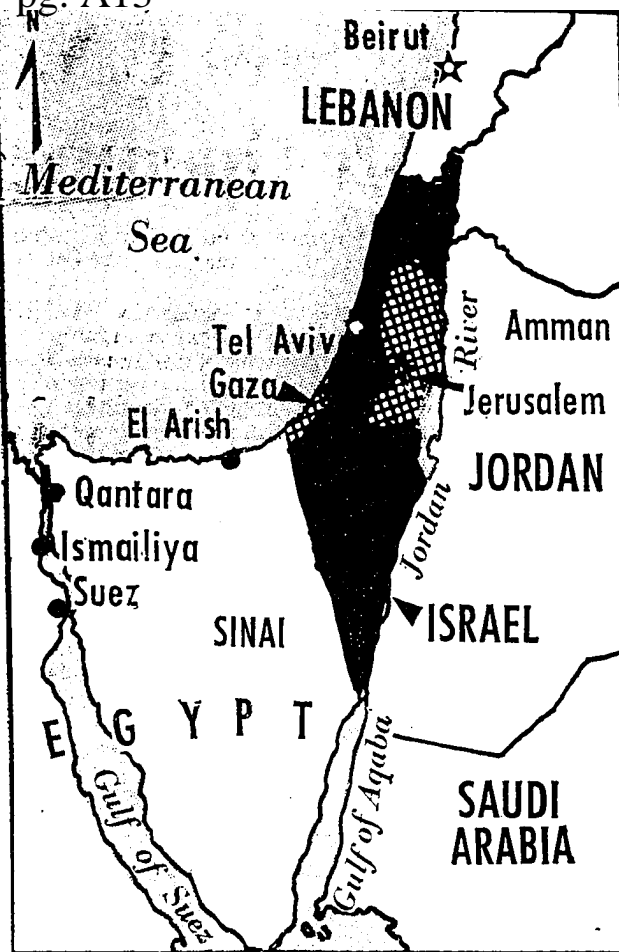 pg. A15
N
Beirut
LEBANON
Mediterranean
Sea
Tel Aviv
River
Amman
Gaza
Jerusalem
El Arish
Qantara
JORDAN
Jordan
Ismailiya
Suez
SINAI
ISRAEL
EGYPT
Gulf of Suez
Gulf of Aqaba
SAUDI
ARABIA